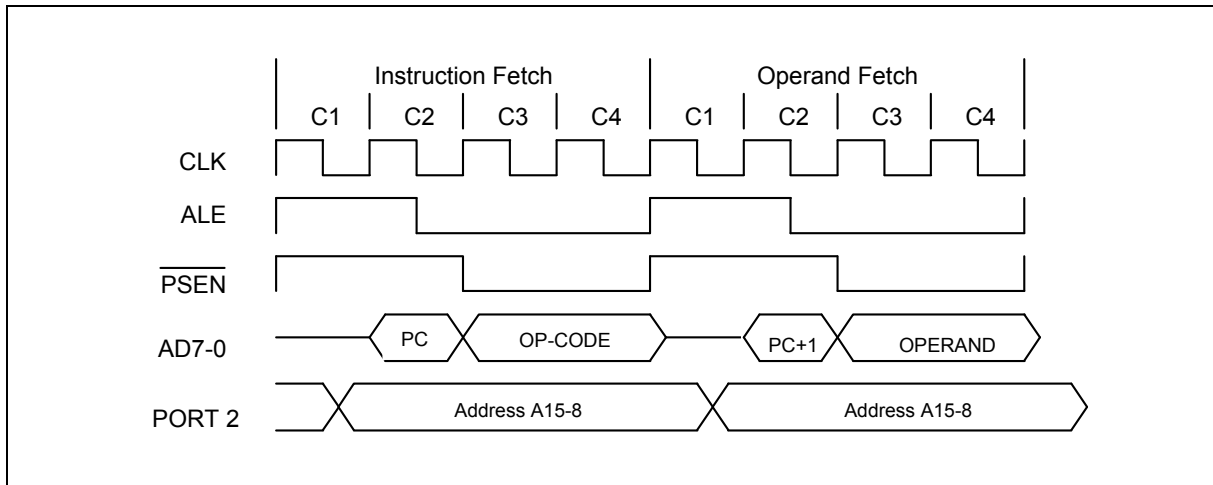 Instruction Fetch Operand Fetch
C1 C2 C3 C4 C1 C2 C3 C4
CLK
ALE
PSEN
AD7-0 PC OP-CODE PC+1 OPERAND
PORT 2 Address A15-8 Address A15-8